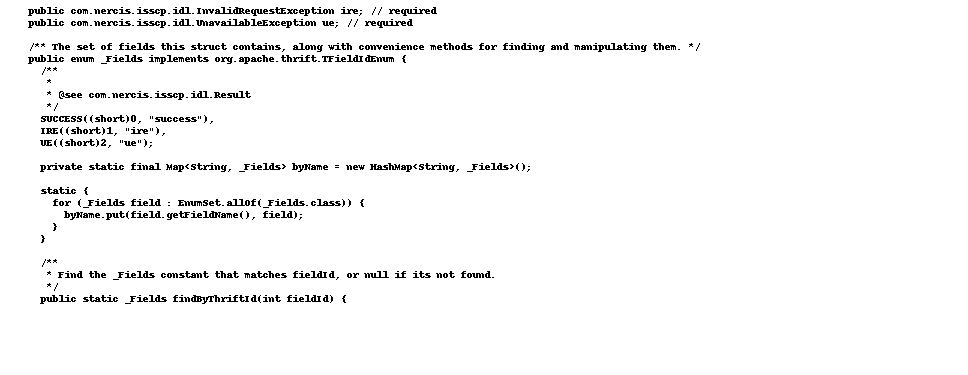 public com.nercis.isscp.idl.InvalidRequestException ire; // required
public com.nercis.isscp.idl.UnavailableException ue; // required
/** The set of fields this struct contains, along with convenience methods for finding and manipulating them. */
public enum _Fields implements org.apache.thrift.TFieldIdEnum {
/**
*
* @see com.nercis.isscp.idl.Result
*/
SUCCESS((short)0, "success"),
IRE((short)1, "ire"),
UE((short)2, "ue");
private static final Map<String, _Fields> byName = new HashMap<String, _Fields>();
static {
for (_Fields field : EnumSet.allOf(_Fields.class)) {
byName.put(field.getFieldName(), field);
}
}
/**
* Find the _Fields constant that matches fieldId, or null if its not found.
*/
public static _Fields findByThriftId(int fieldId) {